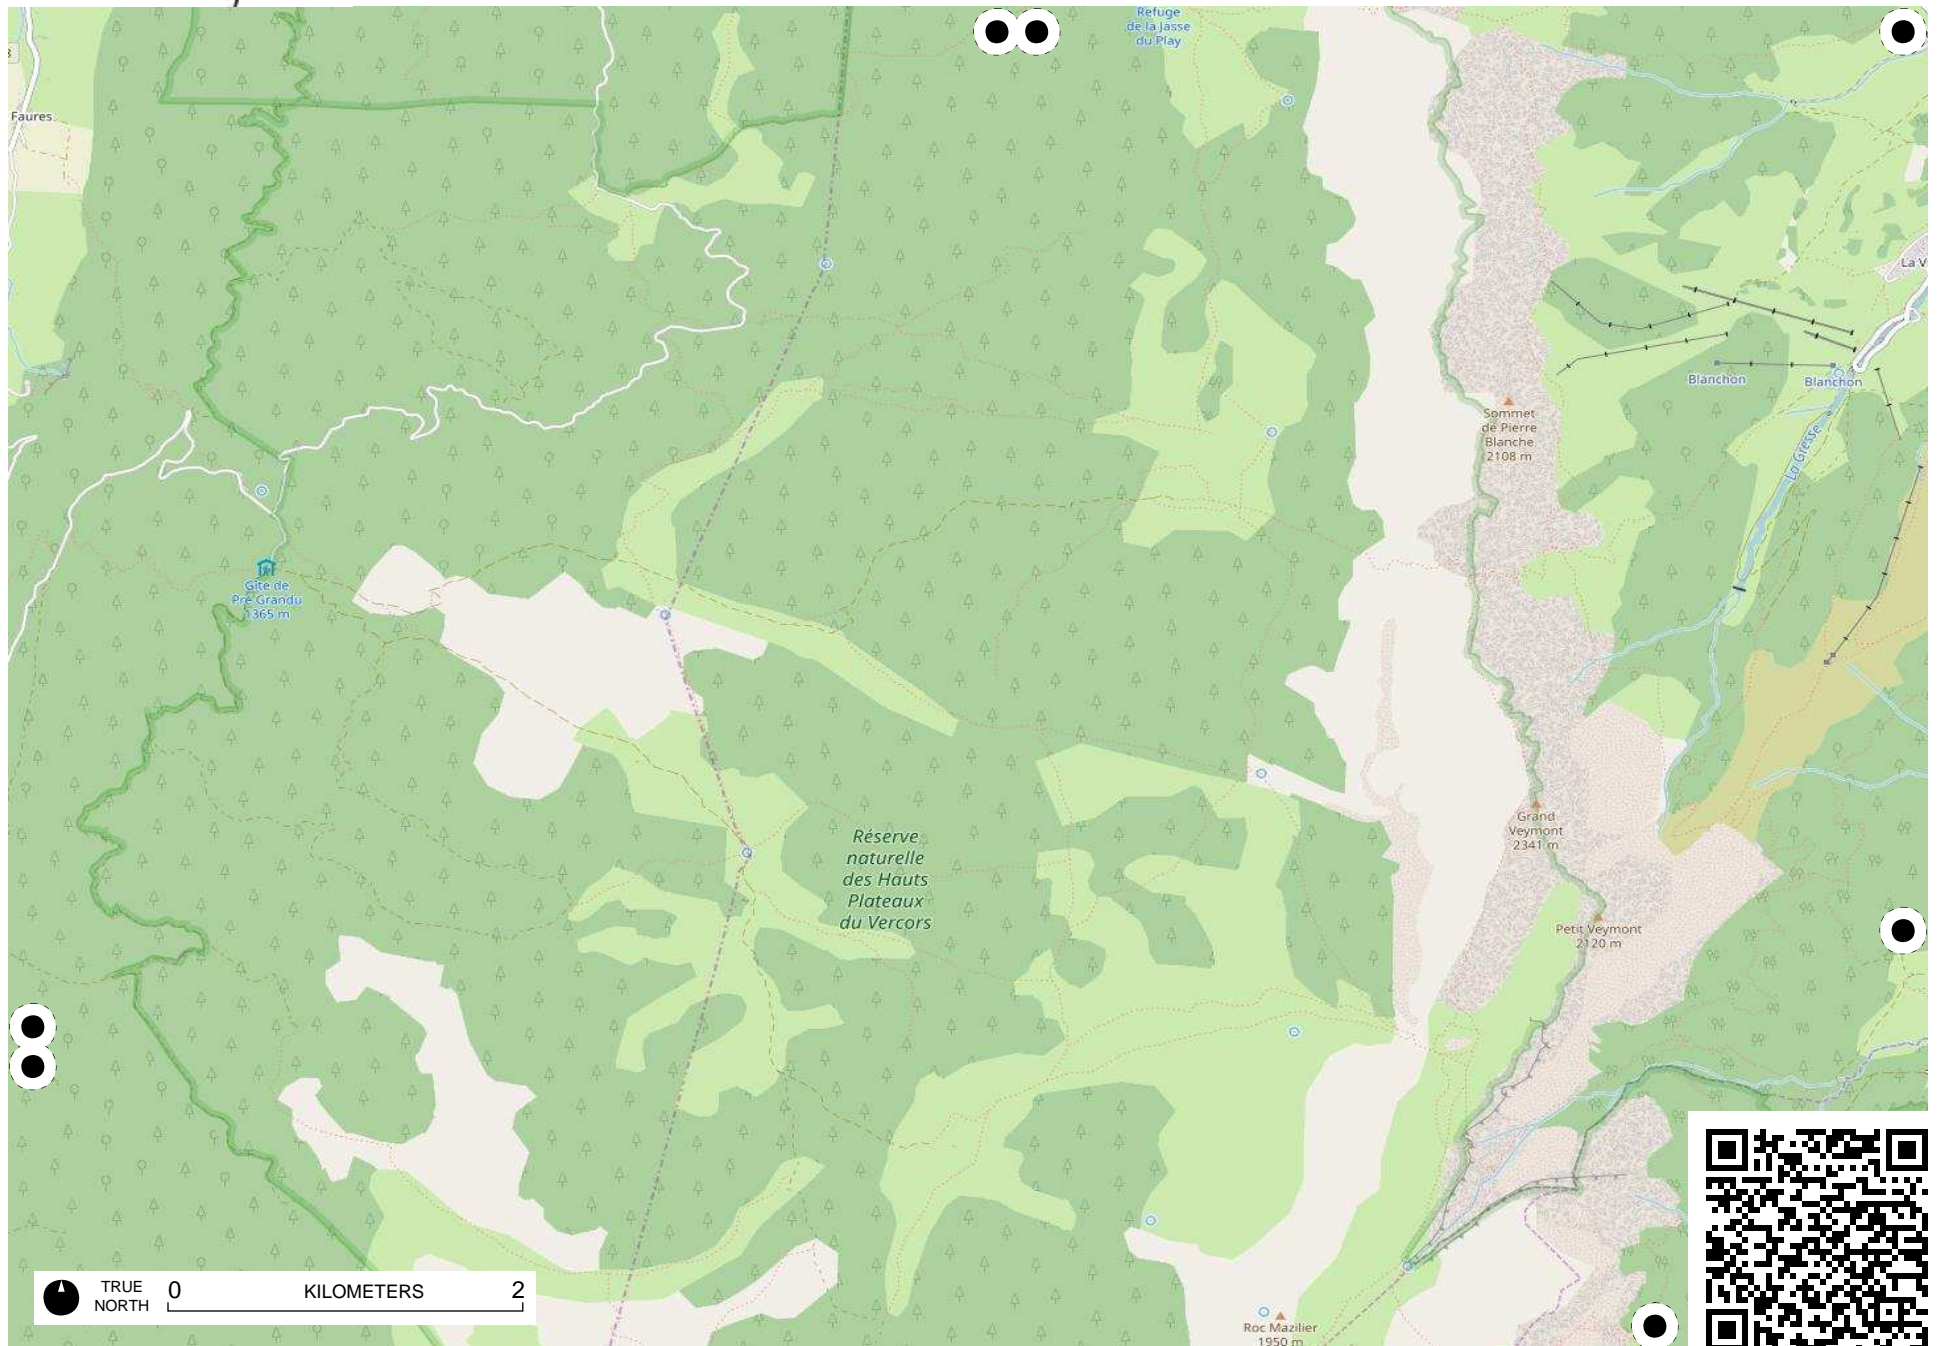 Refuge
de la Jasse
du Play
Faures
La V
Blanchon
Blanchon
Sommet
de Pierre
Blanche
2108 m
La Gresse
Gîte de
Pré Grandu
1365 m
Grand
Veymont
2341 m
Réserve
naturelle
des Hauts
Plateaux
du Vercors
Petit Veymont
2120 m
TRUE
NORTH
0 KILOMETERS 2
Roc Mazilier
1950 m